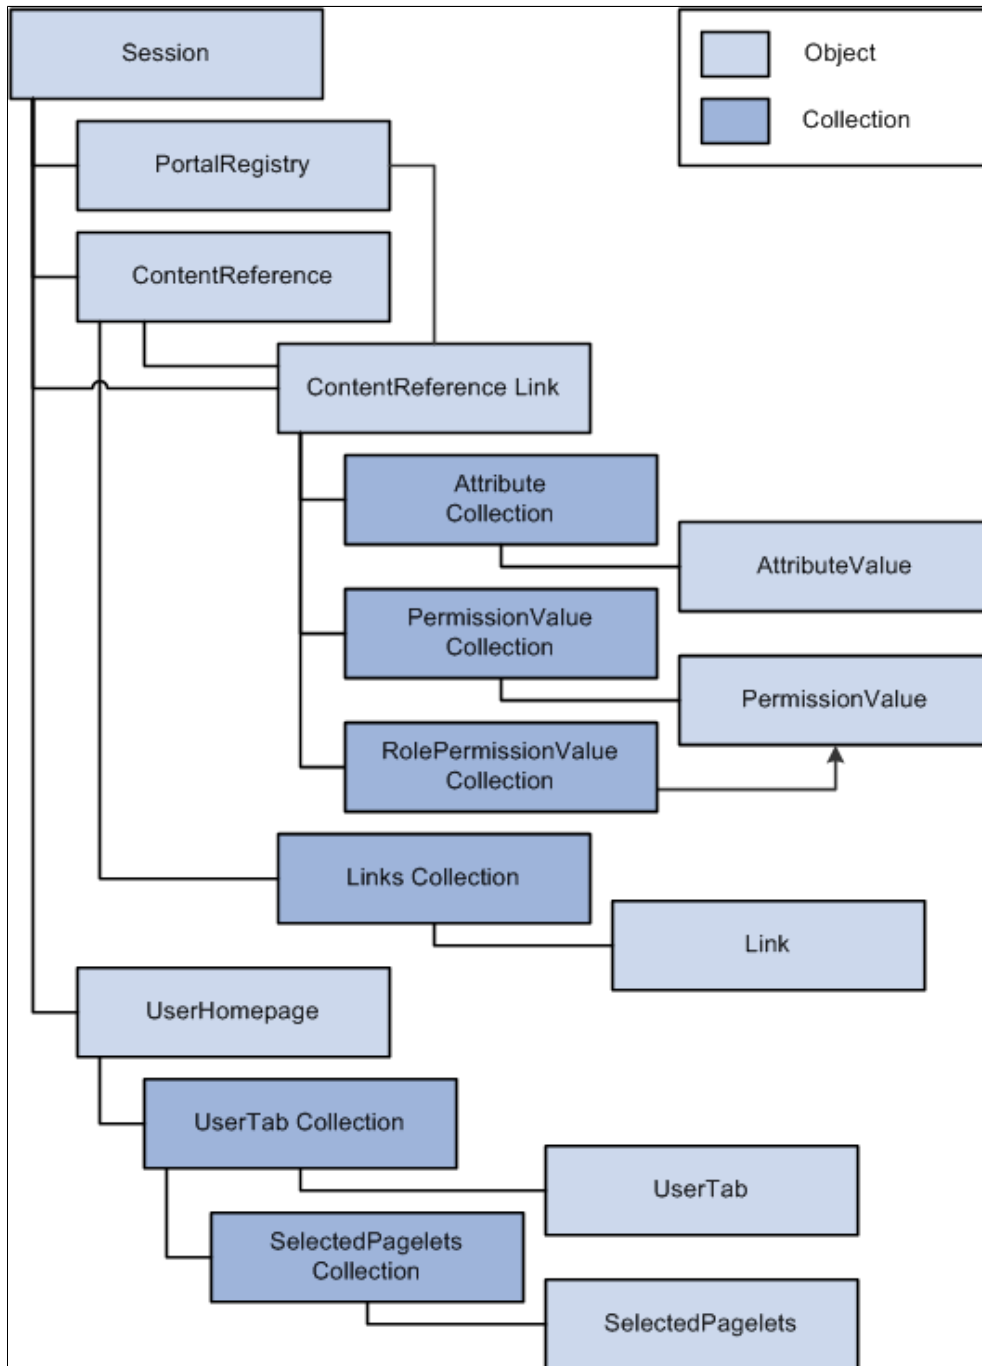 Session
Object
Collection
PortalRegistry
ContentReference
ContentReference Link
Attribute
Collection
AttributeValue
PermissionValue
Collection
PermissionValue
RolePermissionValue
Collection
Links Collection
Link
UserHomepage
UserTab Collection
UserTab
SelectedPagelets
Collection
SelectedPagelets